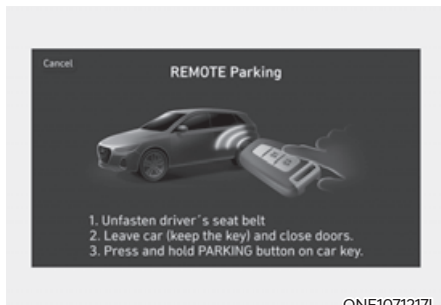 Cancel
REMOTE Parking
1. Unfasten driver´s seat belt
2. Leave car (keep the key) and close doors.
3. Press and hold PARKING button on car key.